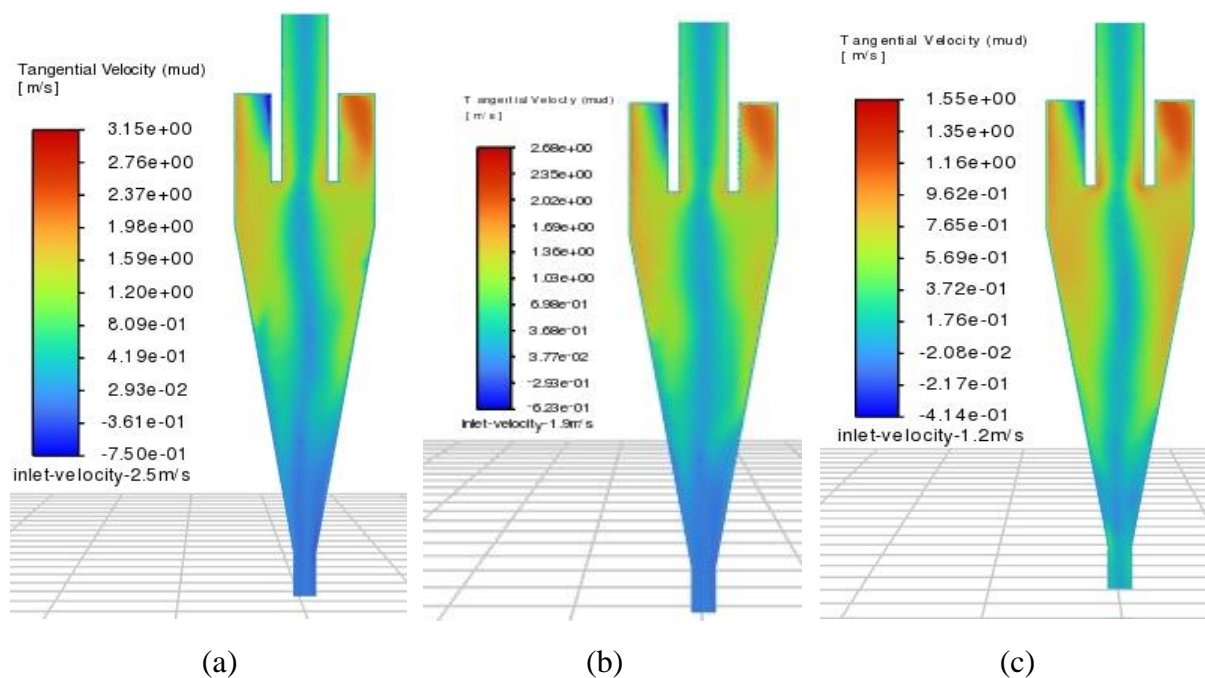 Tangential Velocity (mud)
[ m/s]
3.15e+00
2.76e+00
2.37e+00
1.98e+00
1.59e+00
1.20e+00
8.09e-01
4.19e-01
2.93e-02
-3.61e-01
-7.50e-01
inlet-velocity-2.5m/s
(a)
Tangential Velocity (mud)
[ m/s]
2.68e+00
2.35e+00
2.02e+00
1.69e+00
1.36e+00
1.03e+00
6.98e-01
3.68e-01
3.77e-02
-2.93e-01
-6.23e-01
inlet-velocity-1.9m/s
(b)
Tangential Velocity (mud)
[ m/s]
1.55e+00
1.35e+00
1.16e+00
9.62e-01
7.65e-01
5.69e-01
3.72e-01
1.76e-01
-2.08e-02
-2.17e-01
-4.14e-01
inlet-velocity-1.2m/s
(c)